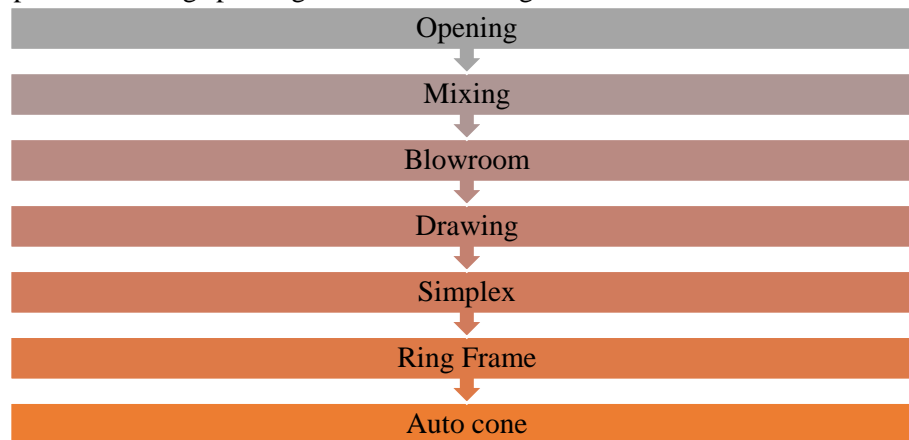 Opening
Mixing
Blowroom
Drawing
Simplex
Ring Frame
Auto cone